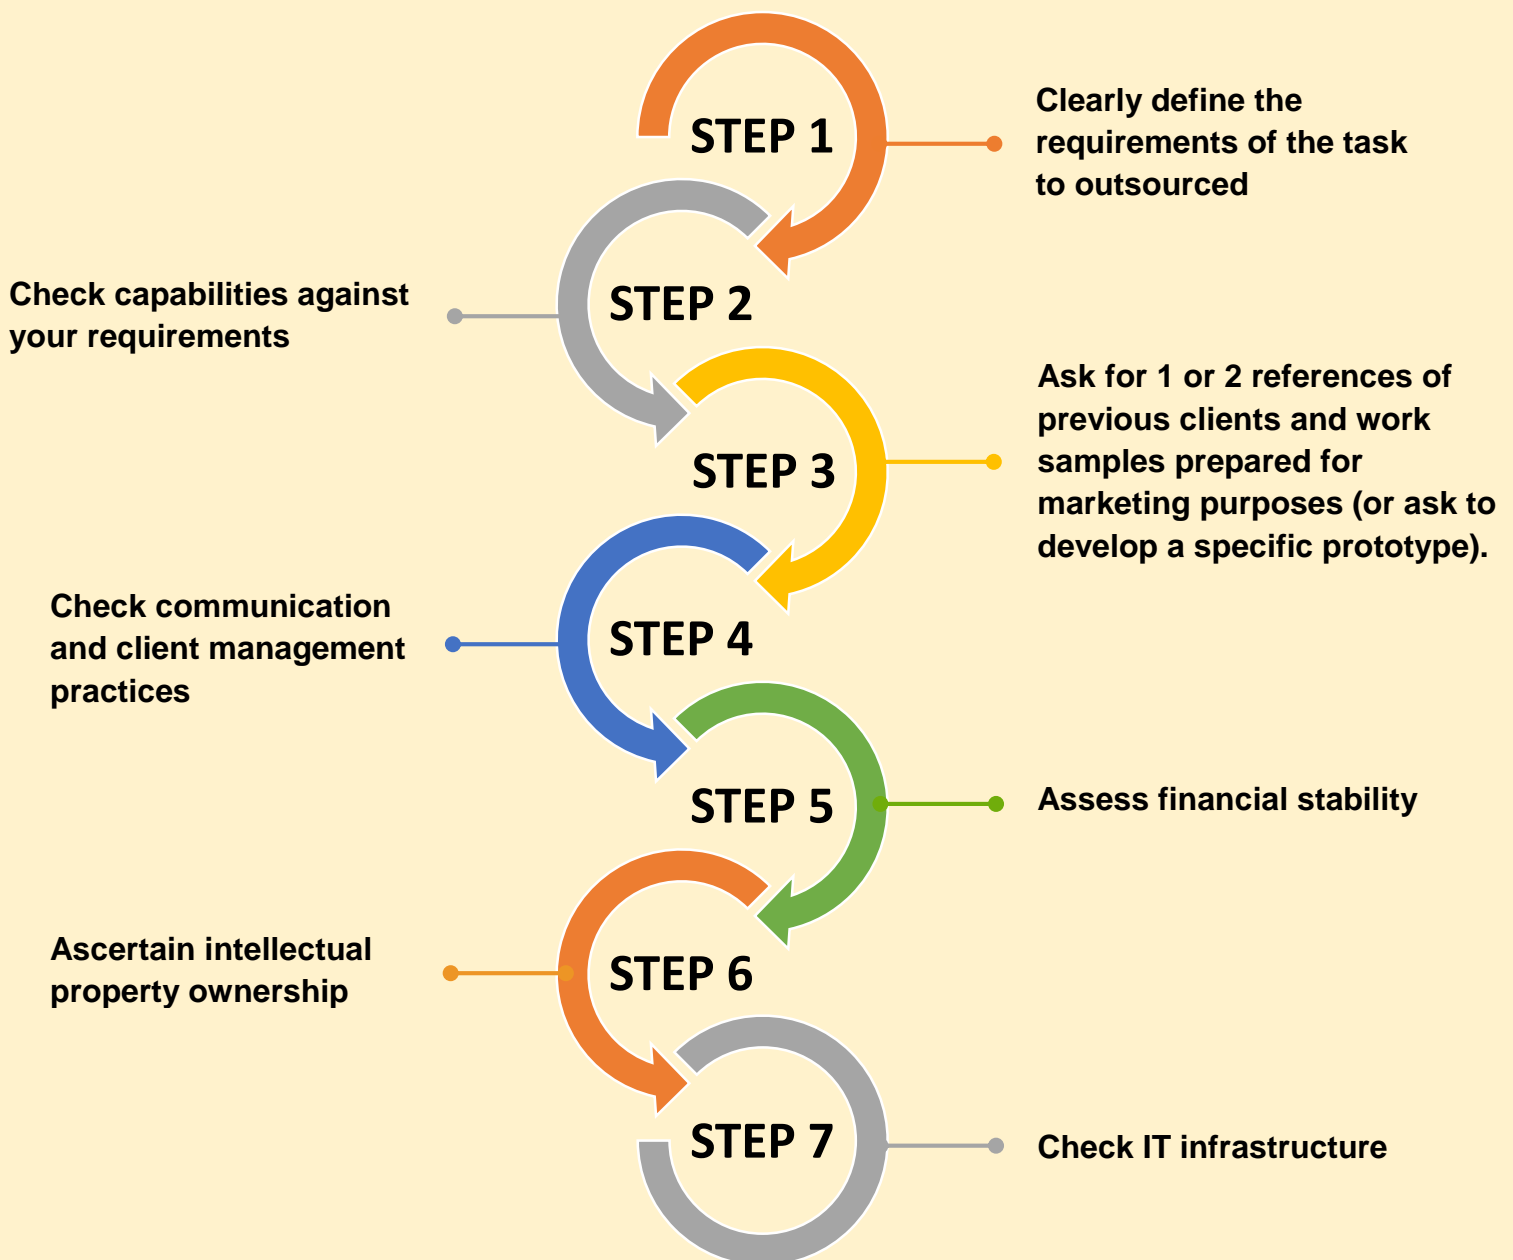 STEP 1
Clearly define the
requirements of the task
to outsourced
STEP 2
Check capabilities against
your requirements
STEP 3
Ask for 1 or 2 references of
previous clients and work
samples prepared for
marketing purposes (or ask to
develop a specific prototype).
STEP 4
Check communication
and client management
practices
STEP 5
Assess financial stability
STEP 6
Ascertain intellectual
property ownership
STEP 7
Check IT infrastructure